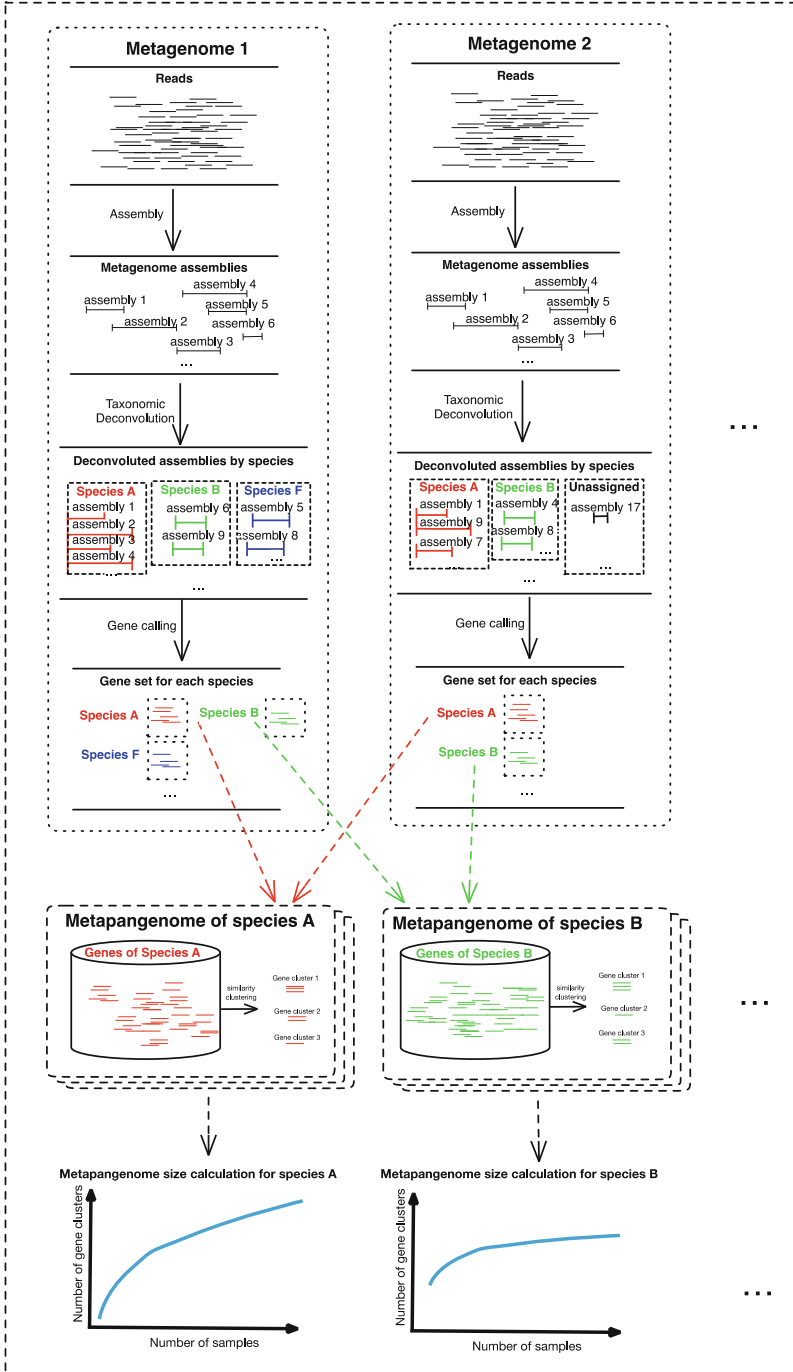 Metagenome 1
Reads
Assembly
Metagenome assemblies
assembly 4
assembly 1
assembly 5
assembly 2
assembly 6
assembly 3
...
Taxonomic
Deconvolution
Deconvoluted assemblies by species
Species A
assembly 1
assembly 2
assembly 3
assembly 4
...
Species B
assembly 6
assembly 9
Species F
assembly 5
assembly 8
...
...
Gene calling
Gene set for each species
Species A
Species B
Species F
...
Metagenome 2
Reads
Assembly
Metagenome assemblies
assembly 4
assembly 1
assembly 5
assembly 2
assembly 6
assembly 3
...
Taxonomic
Deconvolution
...
Deconvoluted assemblies by species
Species A
assembly 1
assembly 9
assembly 7
...
Species B
assembly 4
assembly 8
...
Unassigned
assembly 17
...
...
Gene calling
Gene set for each species
Species A
Species B
...
Metapangenome of species A
Genes of Species A
similarity
clustering
Gene cluster 1
Gene cluster 2
Gene cluster 3
Metapangenome of species B
Genes of Species B
similarity
clustering
Gene cluster 1
Gene cluster 2
Gene cluster 3
...
Metapangenome size calculation for species A
Number of gene clusters
Number of samples
Metapangenome size calculation for species B
Number of gene clusters
Number of samples
...